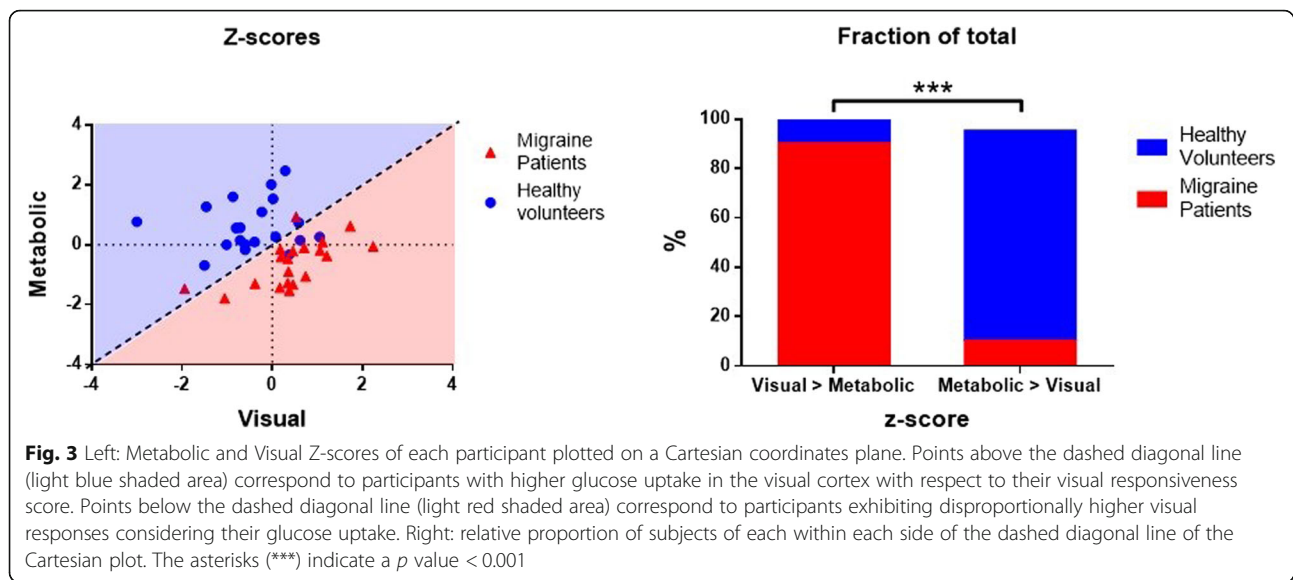 Z-scores
4
2
0
-2
-4
-4
-2
0
2
4
Metabolic
Visual
Migraine
Patients
Healthy
volunteers
Fraction of total
***
100
80
60
40
20
0
%
Visual > Metabolic
Metabolic > Visual
z-score
Healthy
Volunteers
Migraine
Patients
Fig. 3 Left: Metabolic and Visual Z-scores of each participant plotted on a Cartesian coordinates plane. Points above the dashed diagonal line
(light blue shaded area) correspond to participants with higher glucose uptake in the visual cortex with respect to their visual responsiveness
score. Points below the dashed diagonal line (light red shaded area) correspond to participants exhibiting disproportionally higher visual
responses considering their glucose uptake. Right: relative proportion of subjects of each within each side of the dashed diagonal line of the
Cartesian plot. The asterisks (***) indicate a p value < 0.001